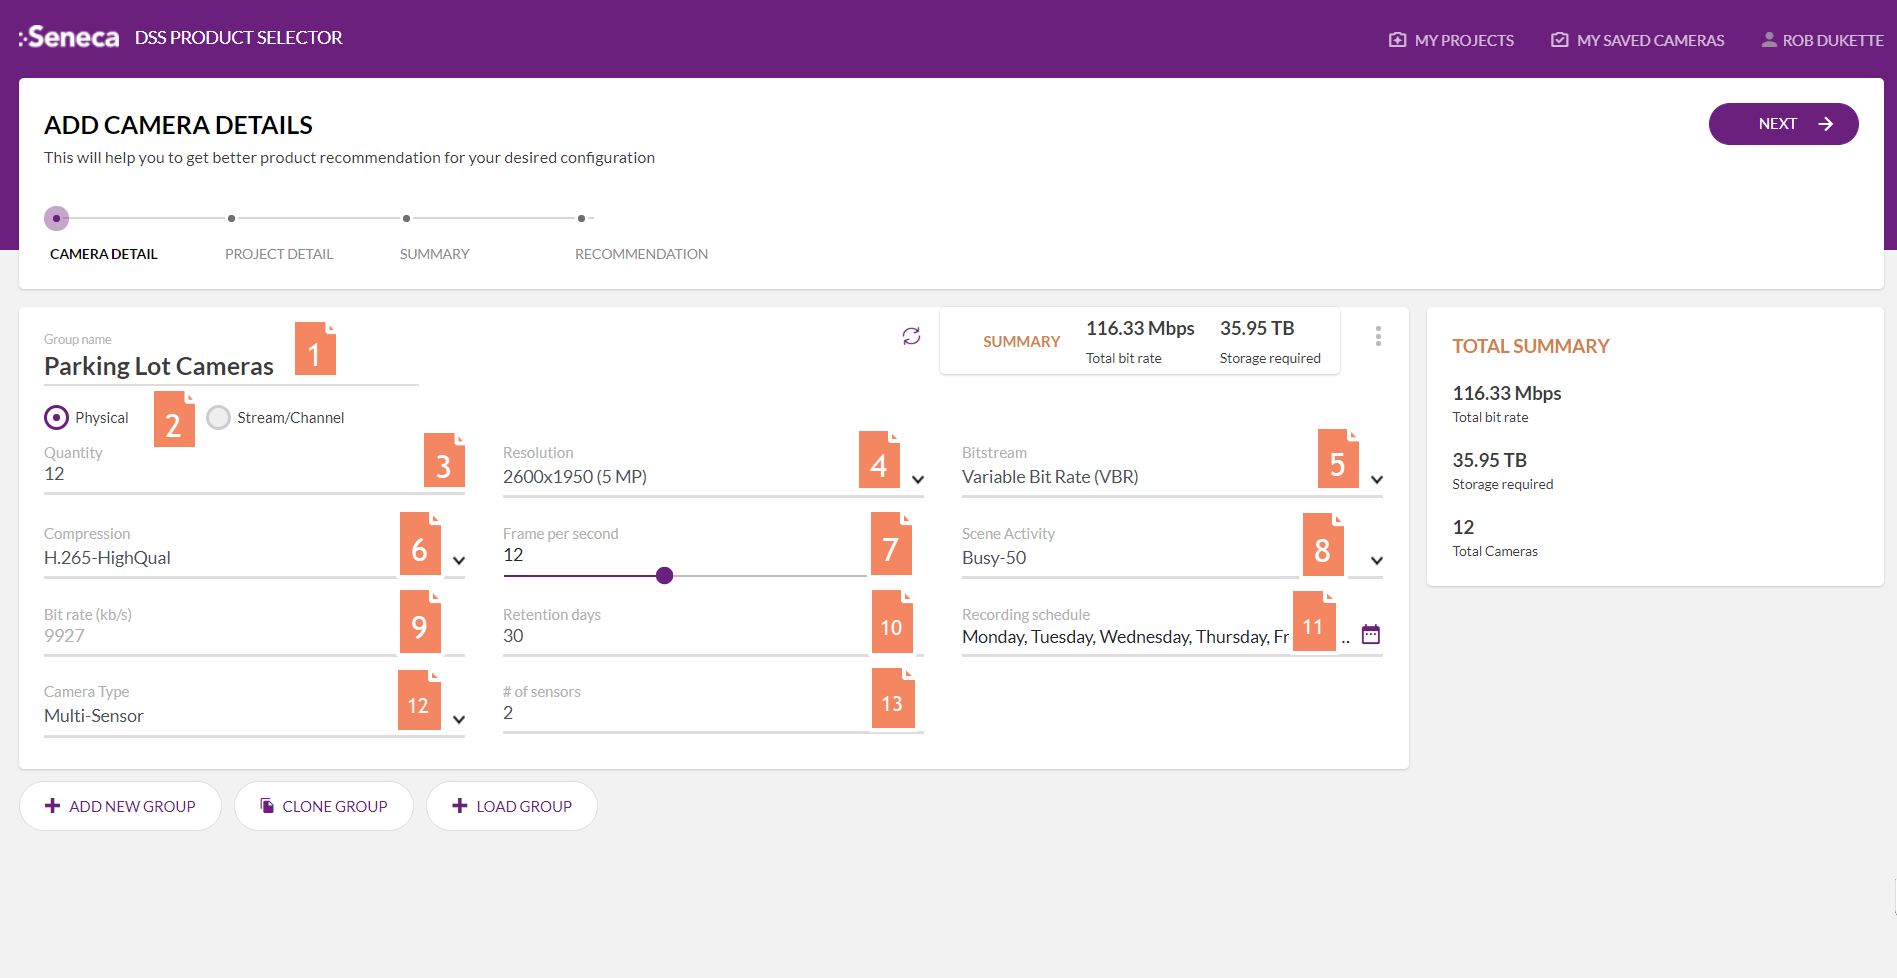 Seneca DSS PRODUCT SELECTOR
MY PROJECTS MY SAVED CAMERAS ROB DUKETTE
ADD CAMERA DETAILS
NEXT
This will help you to get better product recommendation for your desired configuration
CAMERA DETAIL PROJECT DETAIL SUMMARY RECOMMENDATION
Group name
Parking Lot Cameras
1
SUMMARY
116.33 Mbps
Total bit rate
35.95 TB
Storage required
Physical
2
Stream/Channel
Quantity
12
3
Resolution
2600x1950 (5 MP)
4
Bitstream
Variable Bit Rate (VBR)
5
Compression
H.265-HighQual
6
Frame per second
12
7
Scene Activity
Busy-50
8
Bit rate (kb/s)
9927
9
Retention days
30
10
Recording schedule
Monday, Tuesday, Wednesday, Thursday, Fr ..
11
Camera Type
Multi-Sensor
12
# of sensors
2
13
ADD NEW GROUP CLONE GROUP LOAD GROUP
TOTAL SUMMARY
116.33 Mbps
Total bit rate
35.95 TB
Storage required
12
Total Cameras